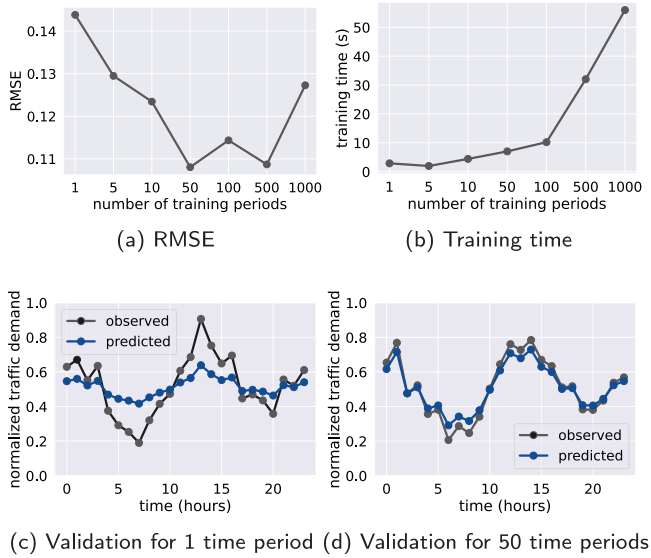 0.14
0.13
0.12
0.11
RMSE
1 5 10 50 100 500 1000
number of training periods
(a) RMSE
50
40
30
20
10
0
training time (s)
1 5 10 50 100 500 1000
number of training periods
(b) Training time
1.0
0.8
0.6
0.4
0.2
0.0
normalized traffic demand
observed
predicted
0 5 10 15 20
time (hours)
(c) Validation for 1 time period
1.0
0.8
0.6
0.4
0.2
0.0
normalized traffic demand
observed
predicted
0 5 10 15 20
time (hours)
(d) Validation for 50 time periods